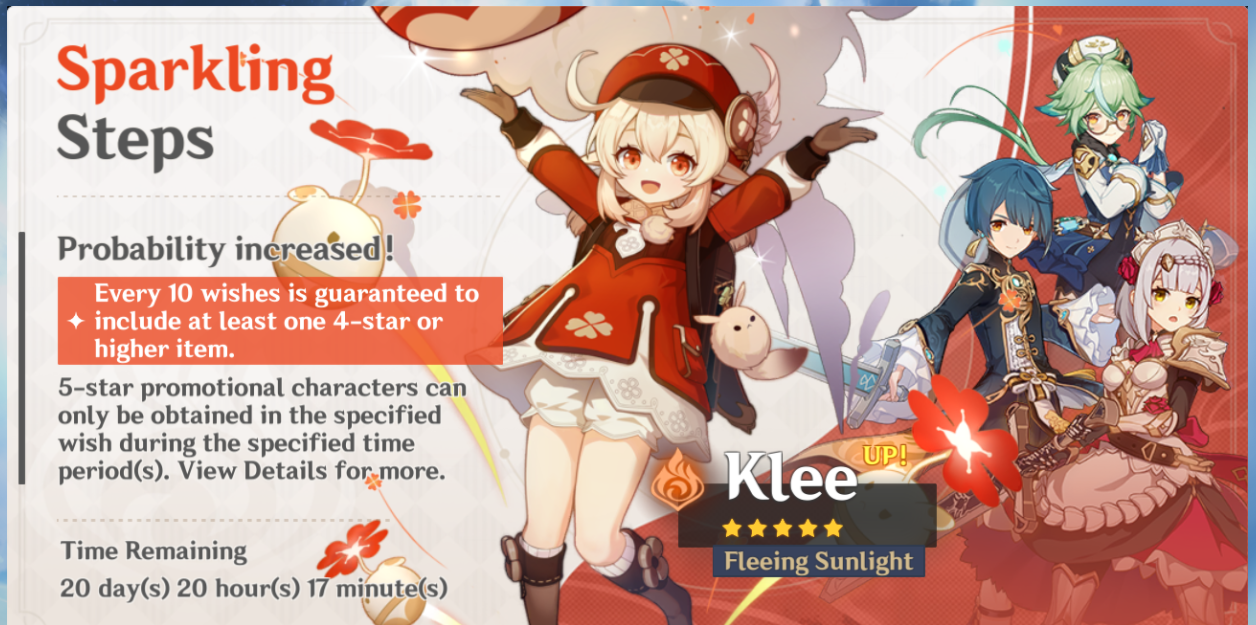 Sparkling
Steps
Probability increased!
Every 10 wishes is guaranteed to
✦ include at least one 4-star or
higher item.
5-star promotional characters can
only be obtained in the specified
wish during the specified time
period(s). View Details for more.
Time Remaining
20 day(s) 20 hour(s) 17 minute(s)
Klee UP!
★★★★★
Fleeing Sunlight